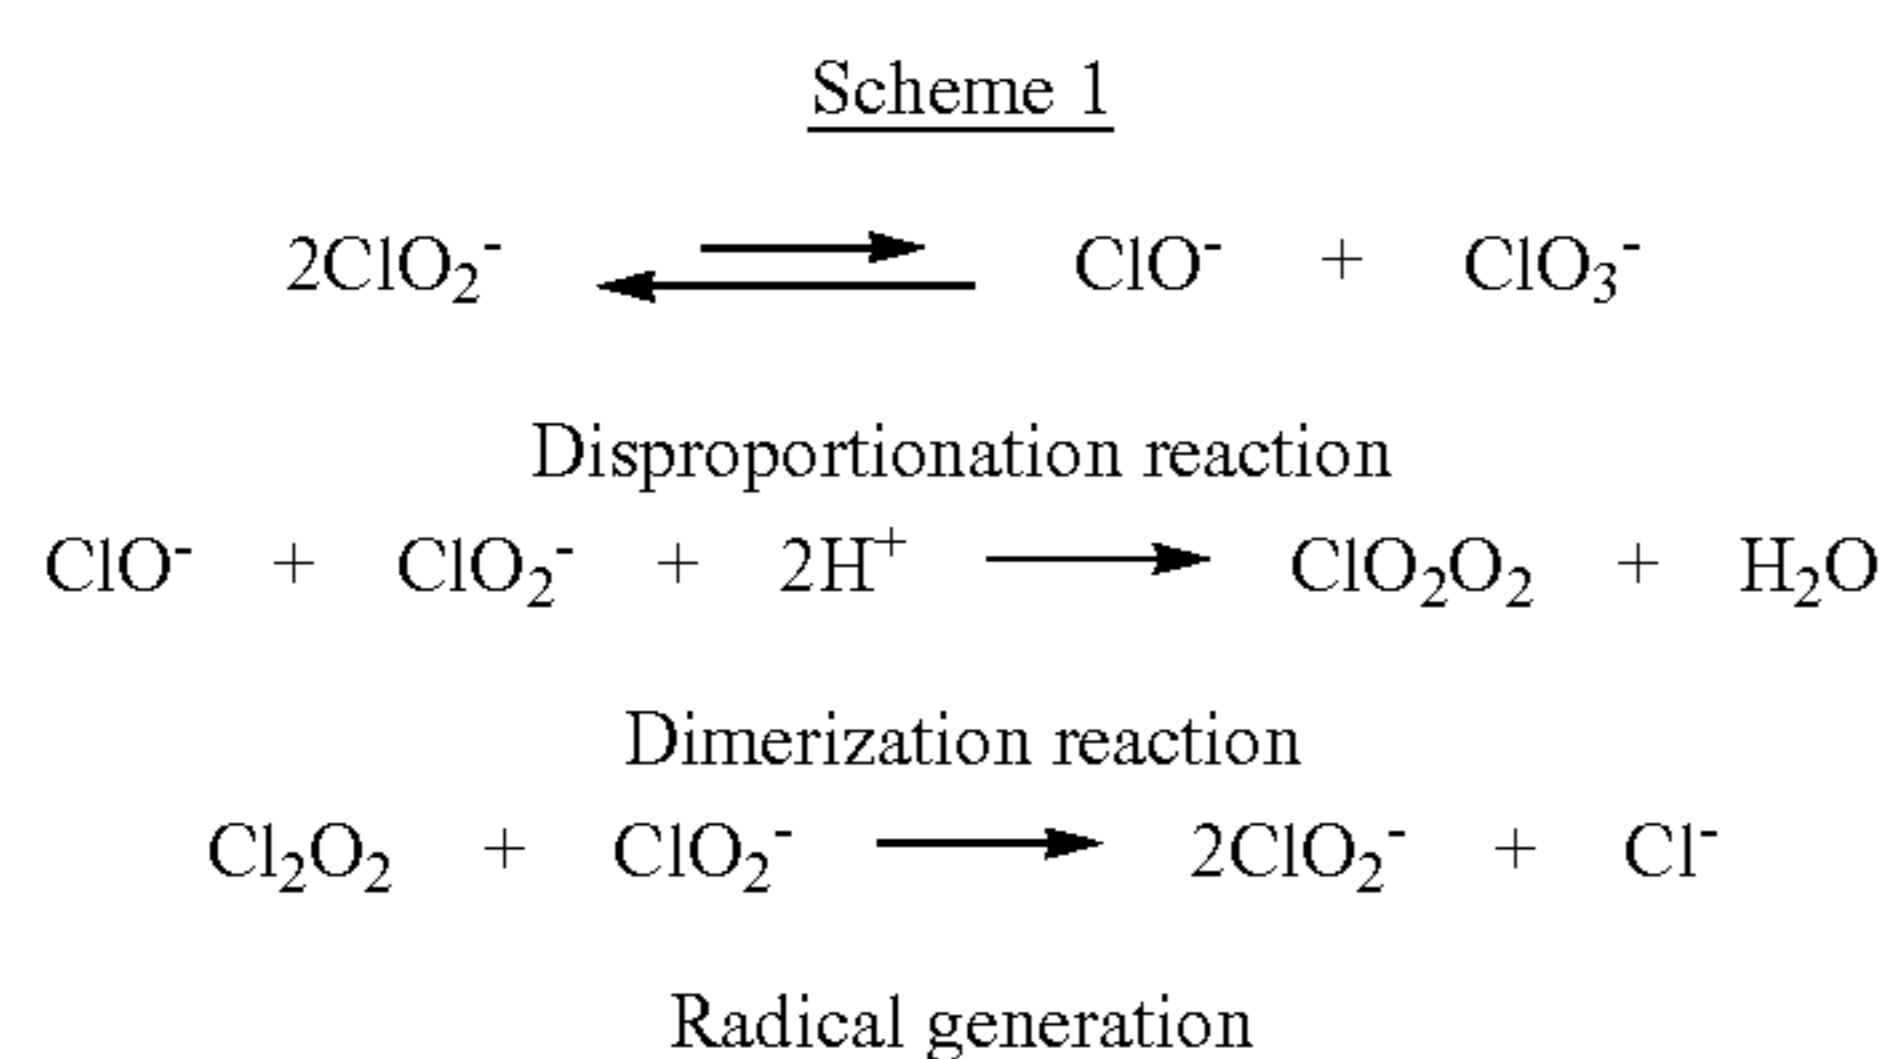 Scheme 1
2ClO₂⁻ ⇌ ClO⁻ + ClO₃⁻
Disproportionation reaction
ClO⁻ + ClO₂⁻ + 2H⁺ → ClO₂O₂ + H₂O
Dimerization reaction
Cl₂O₂ + ClO₂⁻ → 2ClO₂⁻ + Cl⁻
Radical generation